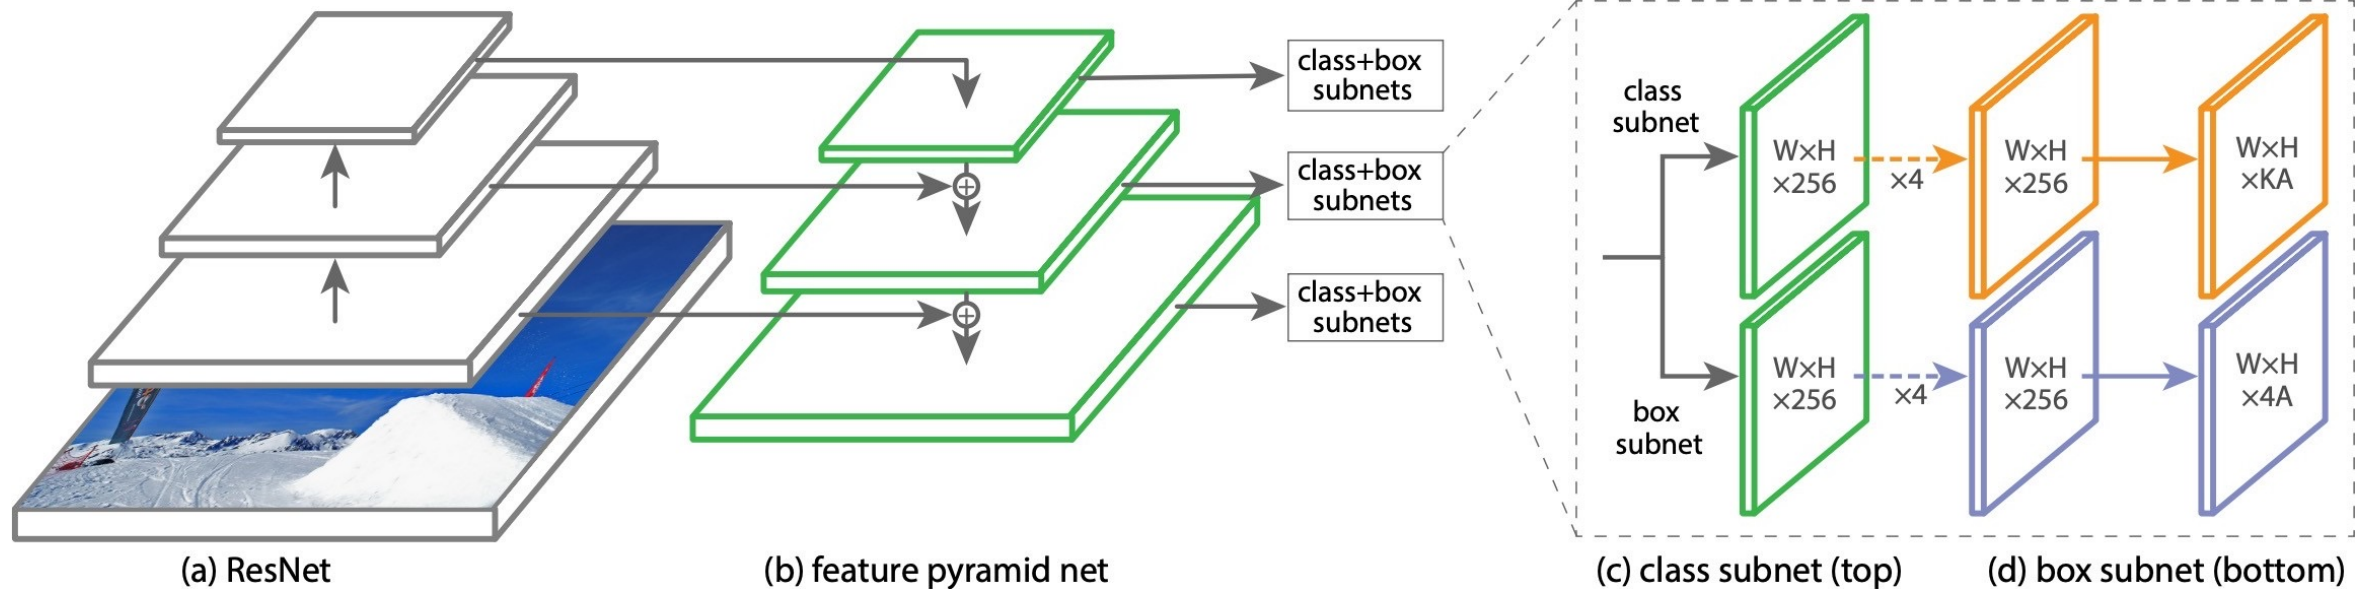 class+box
subnets
class+box
subnets
class+box
subnets
class
subnet
W×H
×256
×4
W×H
×256
W×H
×KA
box
subnet
W×H
×256
×4
W×H
×256
W×H
×4A
(a) ResNet
(b) feature pyramid net
(c) class subnet (top)
(d) box subnet (bottom)